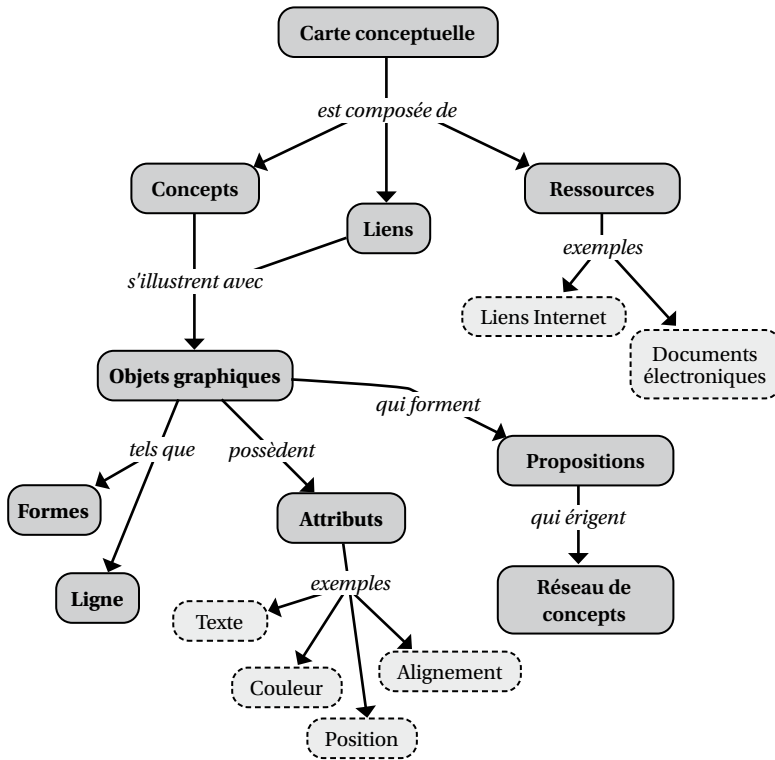 Carte conceptuelle
est composée de
Concepts
Ressources
Liens
exemples
s'illustrent avec
Liens Internet
Documents
électroniques
Objets graphiques
qui forment
tels que
possèdent
Propositions
Formes
Attributs
qui érigent
exemples
Ligne
Réseau de
concepts
Texte
Alignement
Couleur
Position